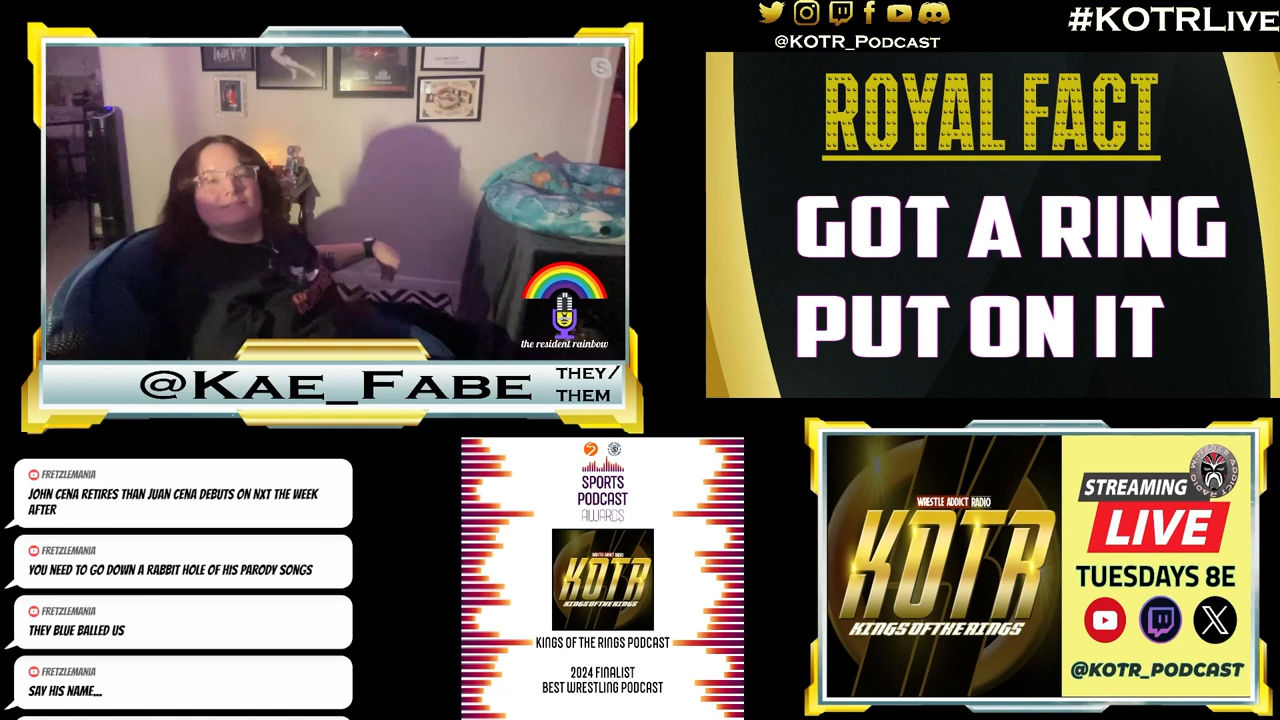 @KOTR_PODCAST
#KOTRLIVE
ROYAL FACT
GOT A RING
PUT ON IT
the resident rainbow
@KAE_FABE
THEY/
THEM
FRETZLEMANIA
JOHN CENA RETIRES THAN JUAN CENA DEBUTS ON NXT THE WEEK
AFTER
FRETZLEMANIA
YOU NEED TO GO DOWN A RABBIT HOLE OF HIS PARODY SONGS
FRETZLEMANIA
THEY BLUE BALLED US
FRETZLEMANIA
SAY HIS NAME...
SPORTS
PODCAST
AWARDS
WRESTLE ADDICT RADIO
KOTR
KINGS OF THE RINGS
KINGS OF THE RINGS PODCAST
2024 FINALIST
BEST WRESTLING PODCAST
WRESTLE ADDICT RADIO
KOTR
KINGS OF THE RINGS
WRESTLE ADDICT RADIO
STREAMING
LIVE
TUESDAYS 8E
@KOTR_PODCAST